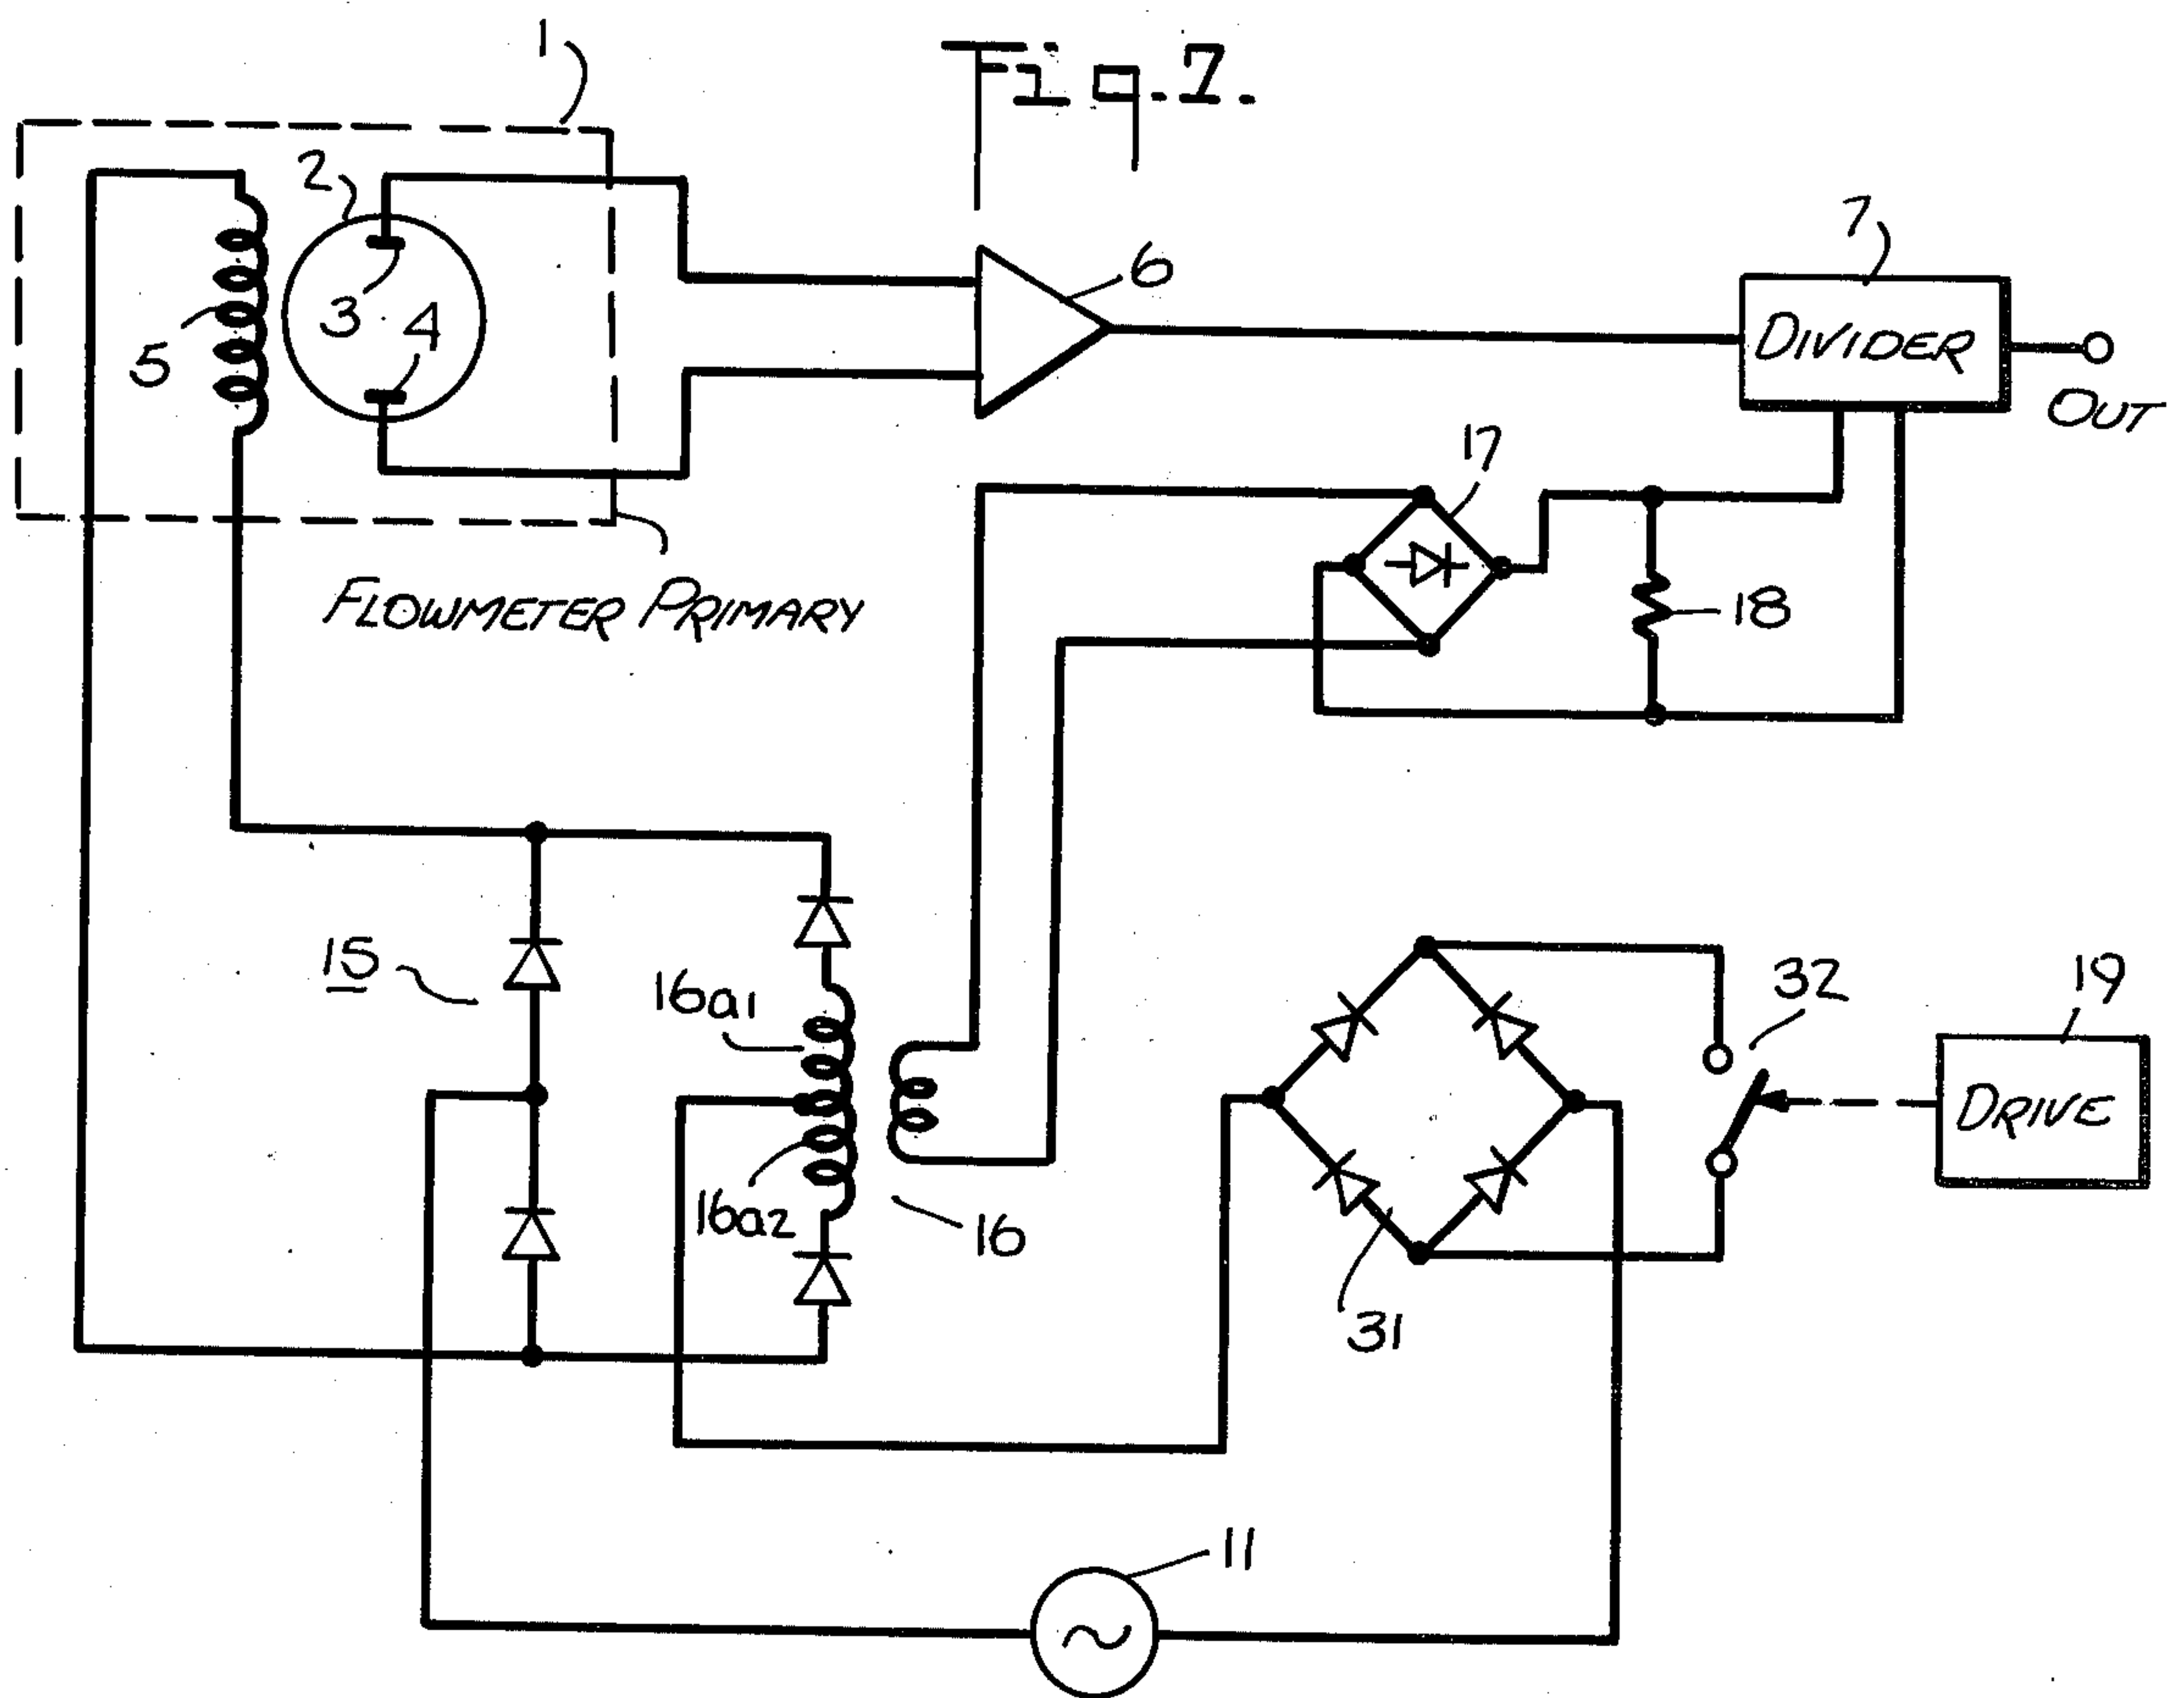 Fig. 7.
1
2
3
4
5
6
7
DIVIDER
OUT
17
18
FLOWMETER PRIMARY
15
16a1
16a2
16
32
19
DRIVE
31
11